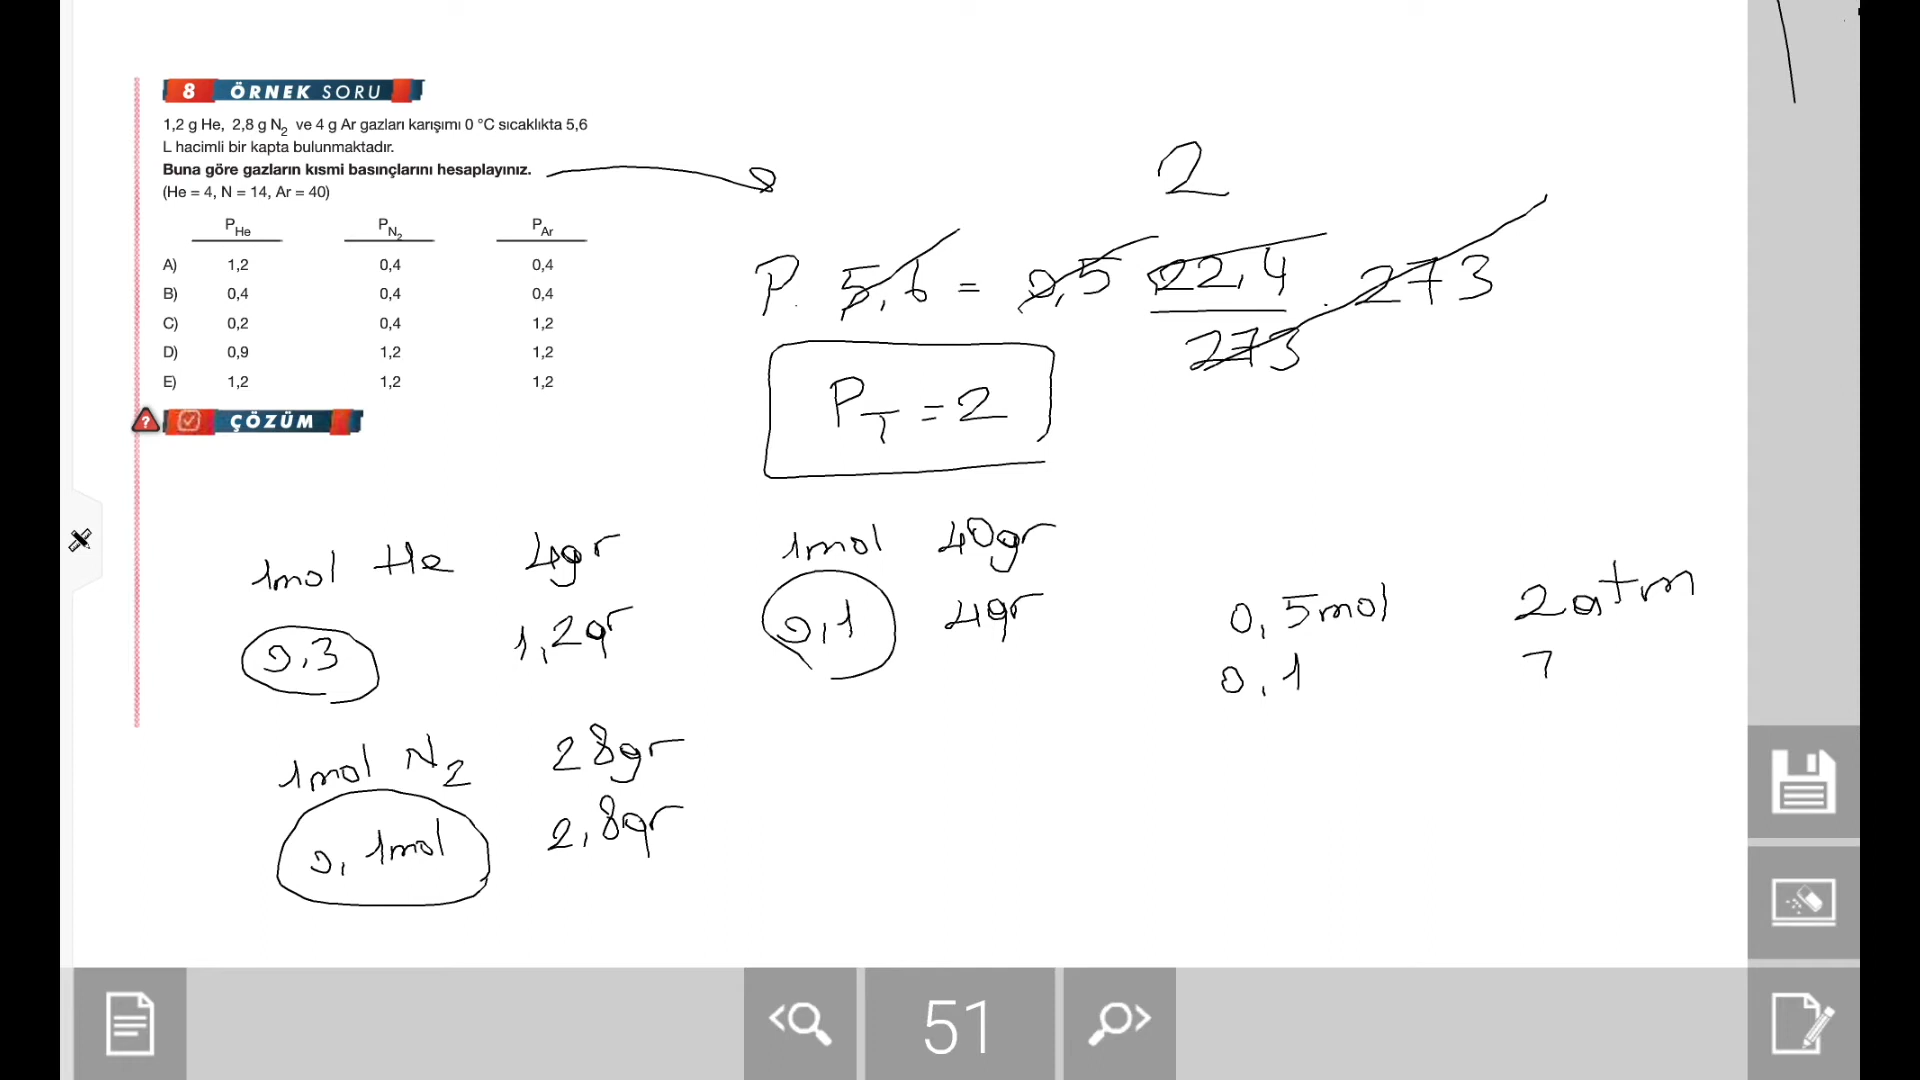 8 ÖRNEK SORU
1,2 g He, 2,8 g N₂ ve 4 g Ar gazları karışımı 0 °C sıcaklıkta 5,6
L hacimli bir kapta bulunmaktadır.
Buna göre gazların kısmi basınçlarını hesaplayınız.
(He = 4, N = 14, Ar = 40)
P_He P_N₂ P_Ar
A) 1,2 0,4 0,4
B) 0,4 0,4 0,4
C) 0,2 0,4 1,2
D) 0,9 1,2 1,2
E) 1,2 1,2 1,2
? ÇÖZÜM
2
P. 5,6 = 0,5 22,4 . 273
273
P_T = 2
1mol He 4gr
0,3 1,2gr
1mol N₂ 28gr
0,1mol 2,8gr
1mol 40gr
0,1 4gr
0,5mol 2atm
0,1 ?
51